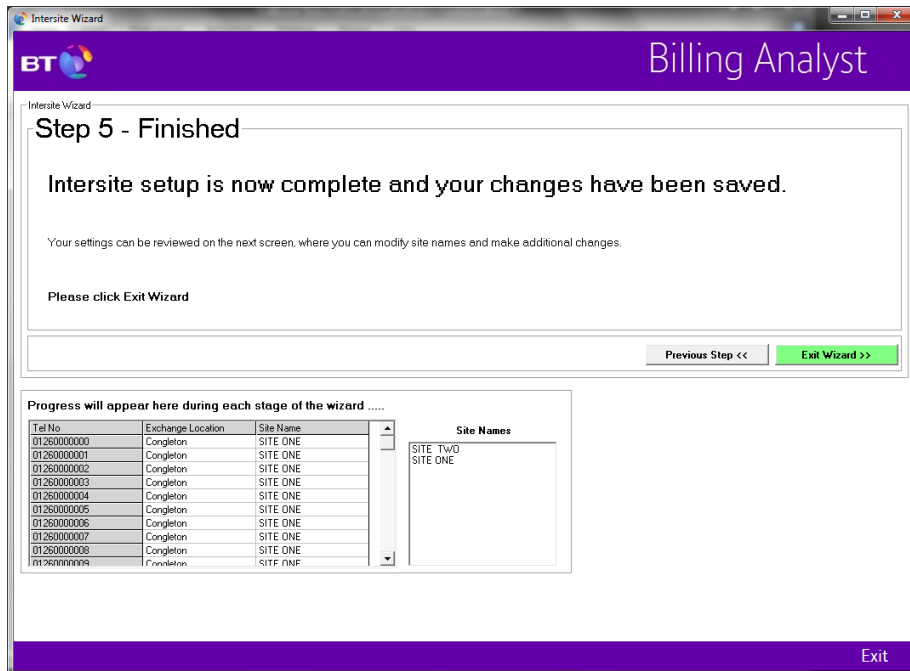 Intersite Wizard
BT
Billing Analyst
Intersite Wizard
Step 5 - Finished
Intersite setup is now complete and your changes have been saved.
Your settings can be reviewed on the next screen, where you can modify site names and make additional changes.
Please click Exit Wizard
Previous Step <<
Exit Wizard >>
Progress will appear here during each stage of the wizard .....
Tel No Exchange Location Site Name
01260000000 Congleton SITE ONE
01260000001 Congleton SITE ONE
01260000002 Congleton SITE ONE
01260000003 Congleton SITE ONE
01260000004 Congleton SITE ONE
01260000005 Congleton SITE ONE
01260000006 Congleton SITE ONE
01260000007 Congleton SITE ONE
01260000008 Congleton SITE ONE
01260000009 Congleton SITE ONE
Site Names
SITE TWO
SITE ONE
Exit